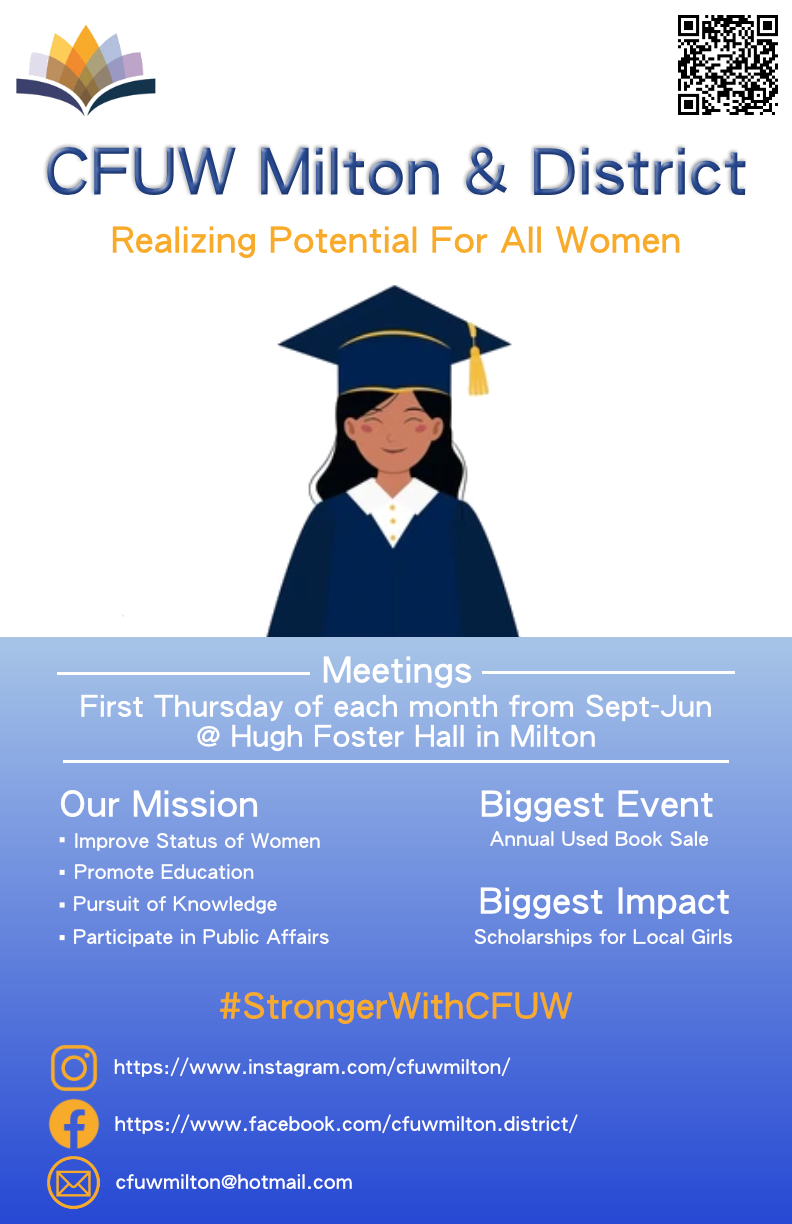 CFUW Milton & District
Realizing Potential For All Women
Meetings
First Thursday of each month from Sept-Jun
@ Hugh Foster Hall in Milton
Our Mission
▪ Improve Status of Women
▪ Promote Education
▪ Pursuit of Knowledge
▪ Participate in Public Affairs
Biggest Event
Annual Used Book Sale
Biggest Impact
Scholarships for Local Girls
#StrongerWithCFUW
https://www.instagram.com/cfuwmilton/
https://www.facebook.com/cfuwmilton.district/
cfuwmilton@hotmail.com